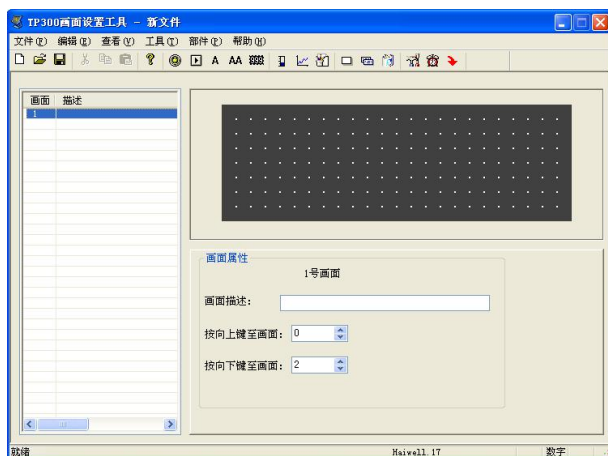 TP300画面设置工具 - 新文件
文件(F) 编辑(E) 查看(V) 工具(T) 部件(P) 帮助(H)
A AA
画面 描述
1
画面属性
1号画面
画面描述:
按向上键至画面: 0
按向下键至画面: 2
就绪 Haiwell.17 数字